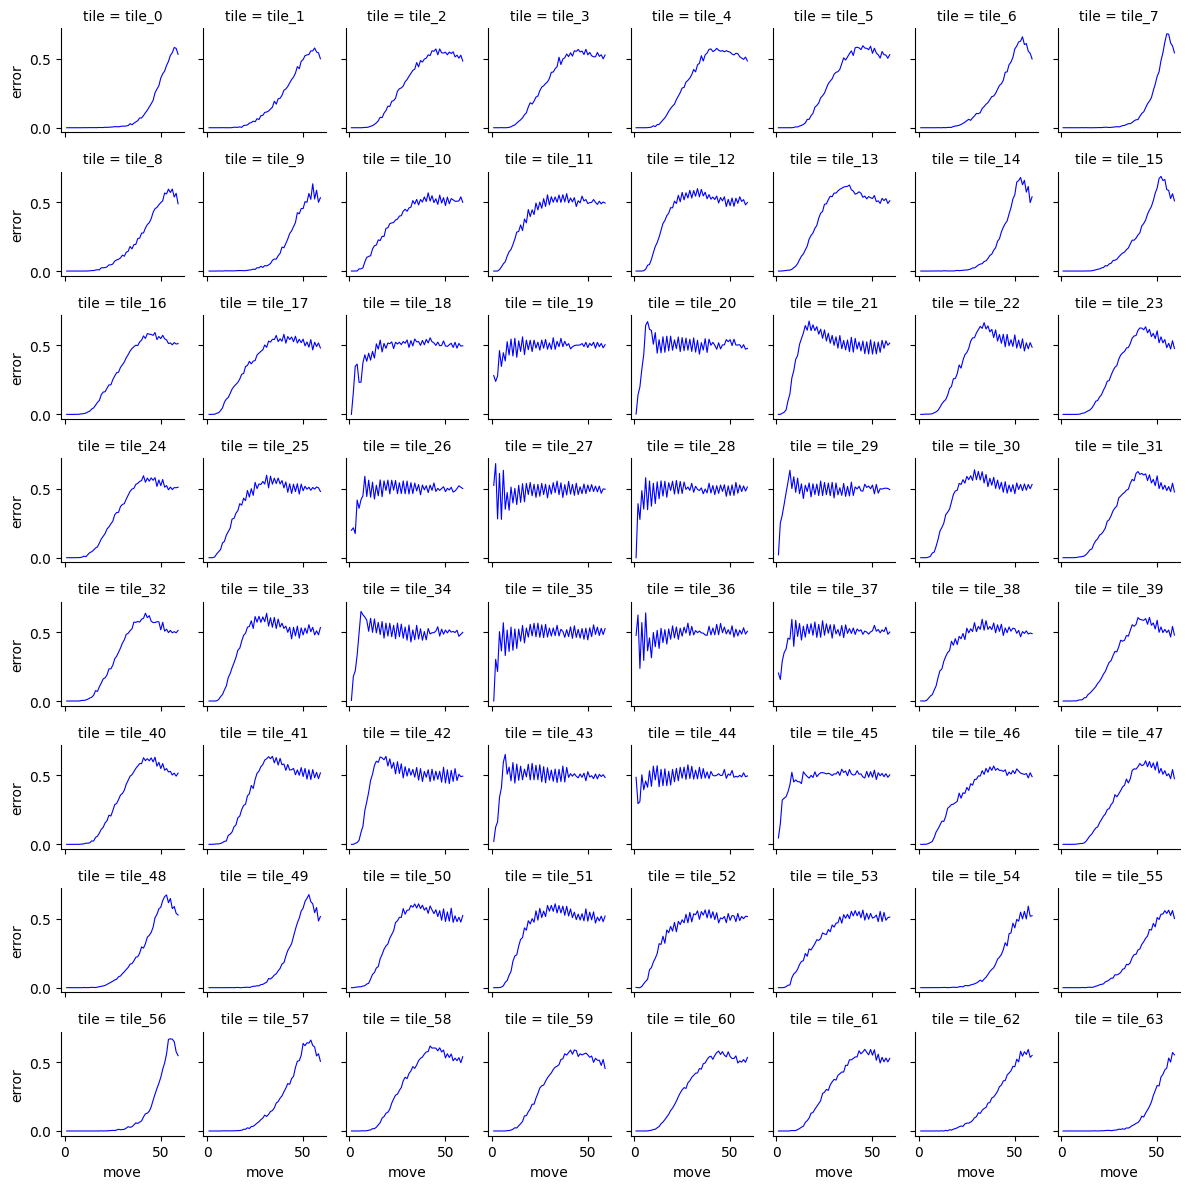 tile = tile_0 tile = tile_1 tile = tile_2 tile = tile_3 tile = tile_4 tile = tile_5 tile = tile_6 tile = tile_7
0.5
error
0.0
tile = tile_8 tile = tile_9 tile = tile_10 tile = tile_11 tile = tile_12 tile = tile_13 tile = tile_14 tile = tile_15
0.5
error
0.0
tile = tile_16 tile = tile_17 tile = tile_18 tile = tile_19 tile = tile_20 tile = tile_21 tile = tile_22 tile = tile_23
0.5
error
0.0
tile = tile_24 tile = tile_25 tile = tile_26 tile = tile_27 tile = tile_28 tile = tile_29 tile = tile_30 tile = tile_31
0.5
error
0.0
tile = tile_32 tile = tile_33 tile = tile_34 tile = tile_35 tile = tile_36 tile = tile_37 tile = tile_38 tile = tile_39
0.5
error
0.0
tile = tile_40 tile = tile_41 tile = tile_42 tile = tile_43 tile = tile_44 tile = tile_45 tile = tile_46 tile = tile_47
0.5
error
0.0
tile = tile_48 tile = tile_49 tile = tile_50 tile = tile_51 tile = tile_52 tile = tile_53 tile = tile_54 tile = tile_55
0.5
error
0.0
tile = tile_56 tile = tile_57 tile = tile_58 tile = tile_59 tile = tile_60 tile = tile_61 tile = tile_62 tile = tile_63
0.5
error
0.0
0 50 0 50 0 50 0 50 0 50 0 50 0 50 0 50
move move move move move move move move